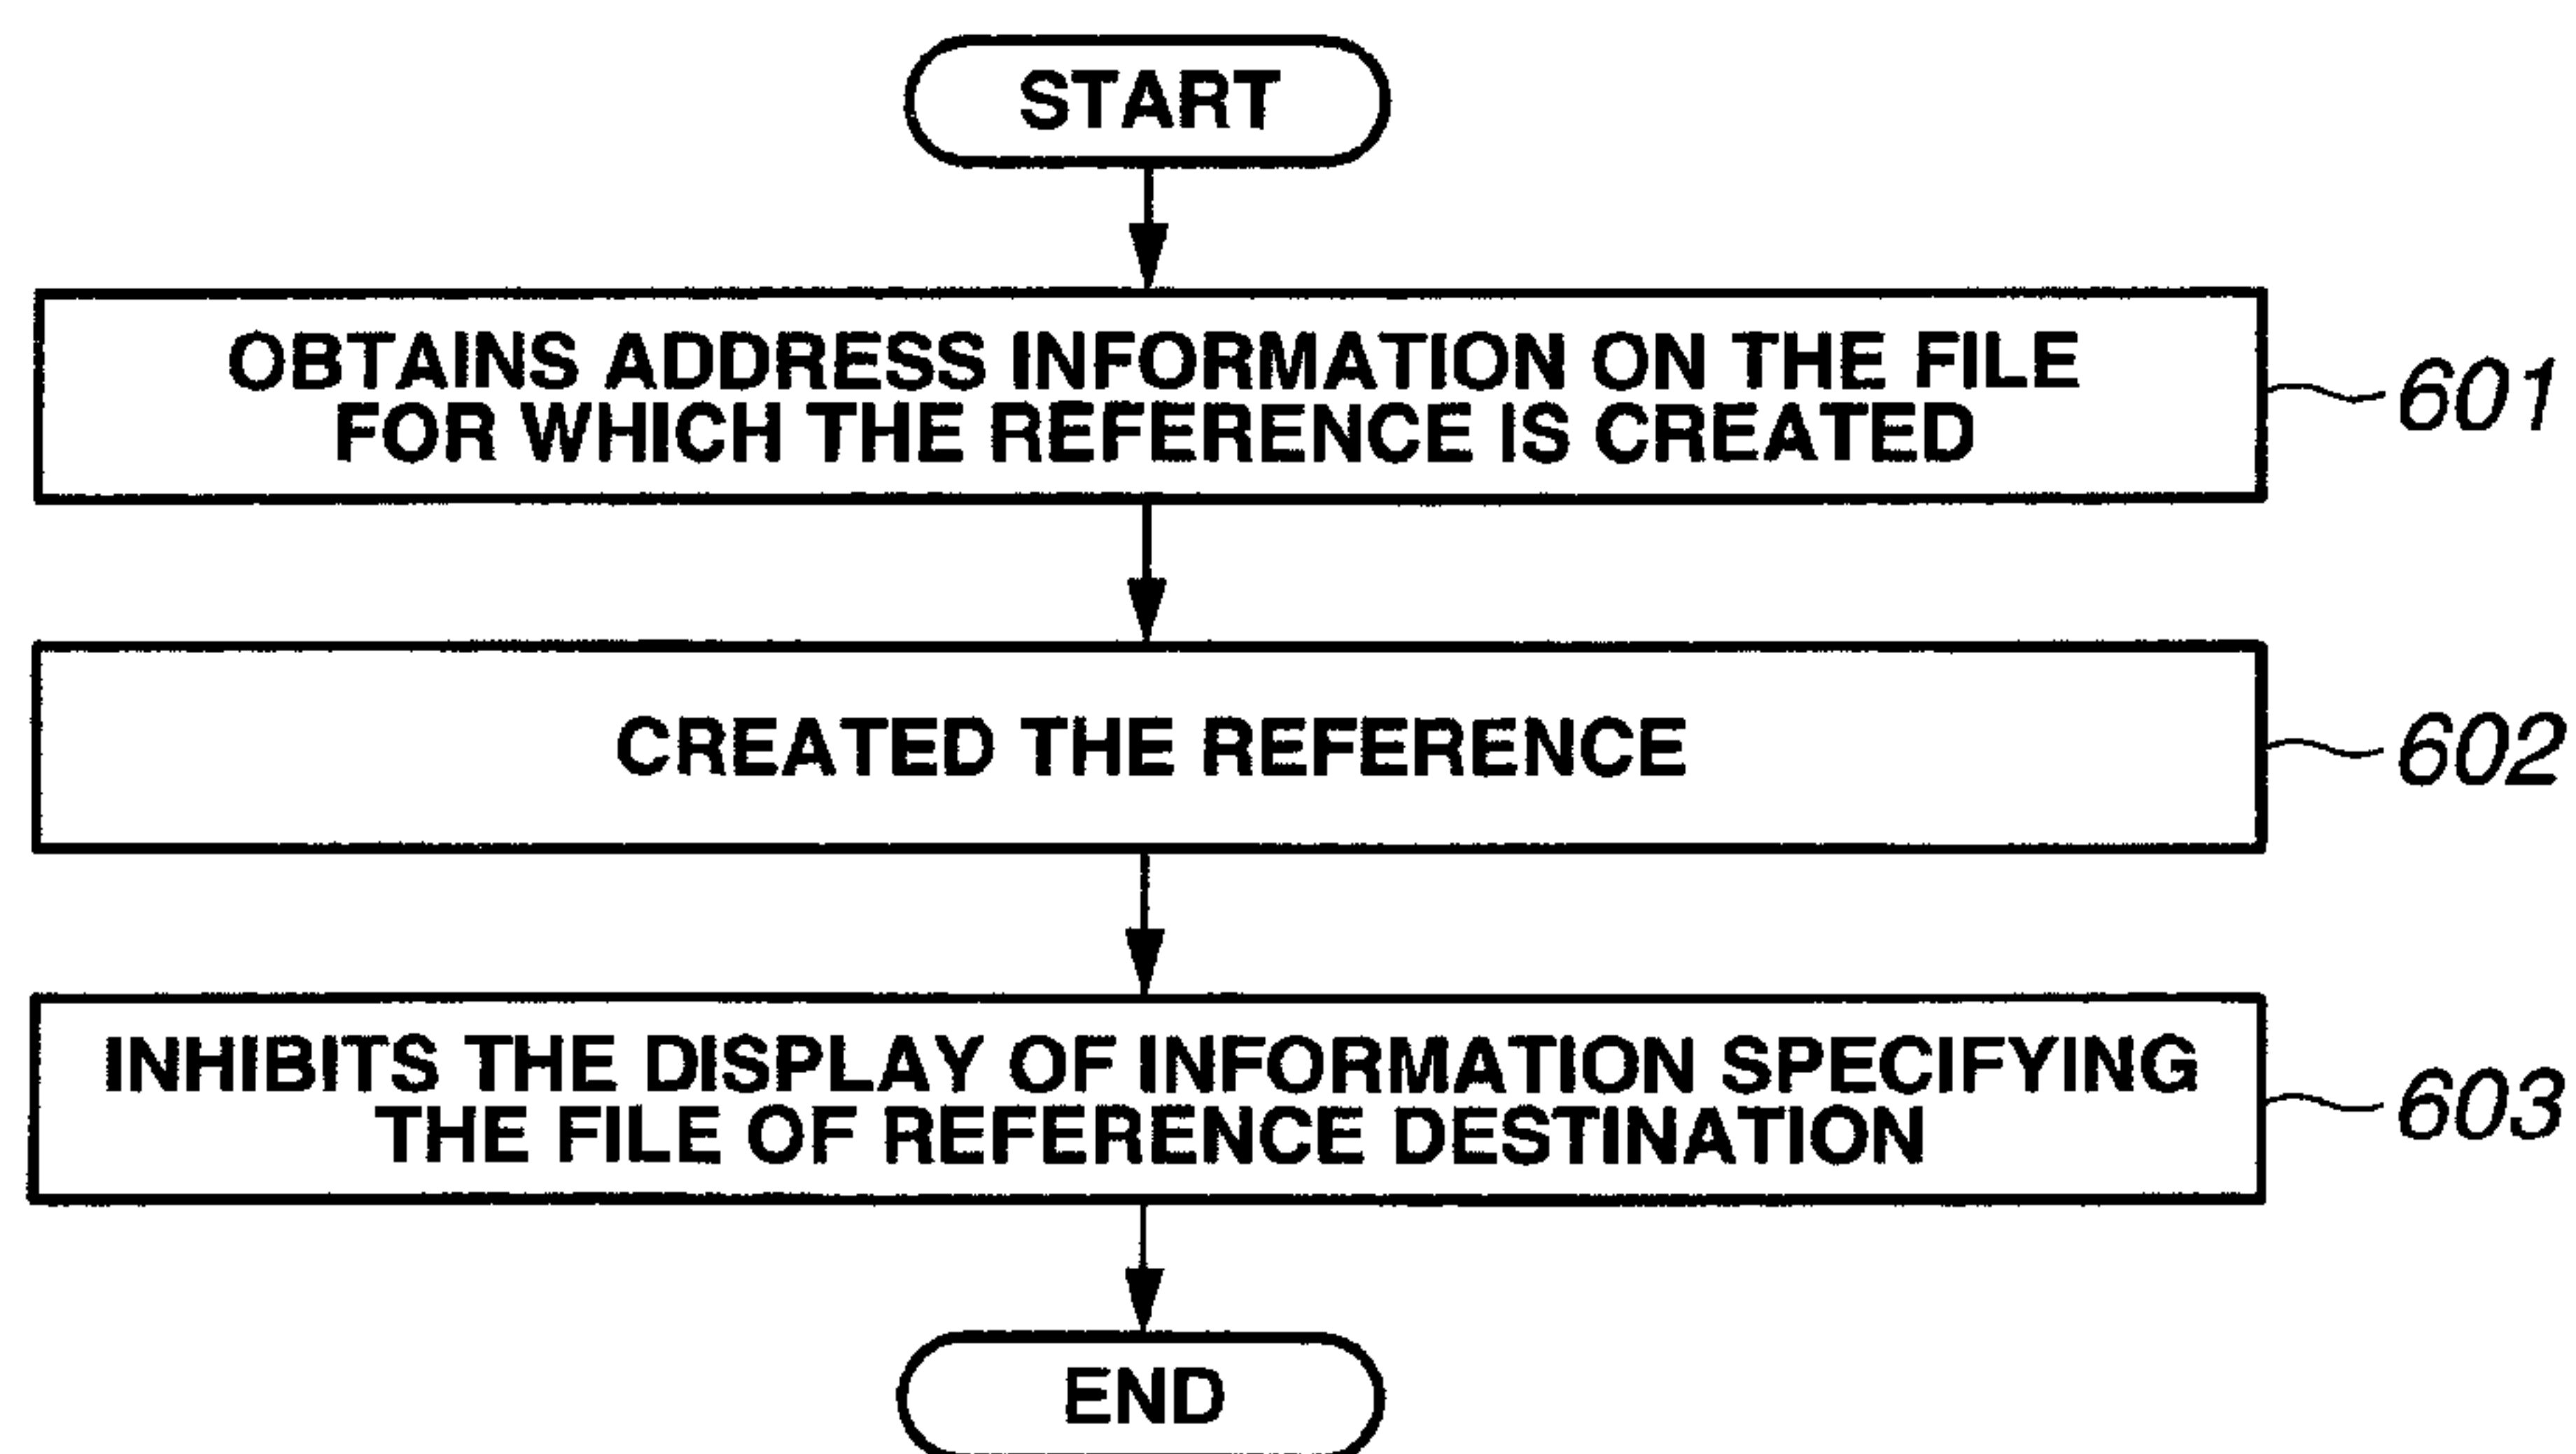 START
OBTAINS ADDRESS INFORMATION ON THE FILE
FOR WHICH THE REFERENCE IS CREATED
601
CREATED THE REFERENCE
602
INHIBITS THE DISPLAY OF INFORMATION SPECIFYING
THE FILE OF REFERENCE DESTINATION
603
END